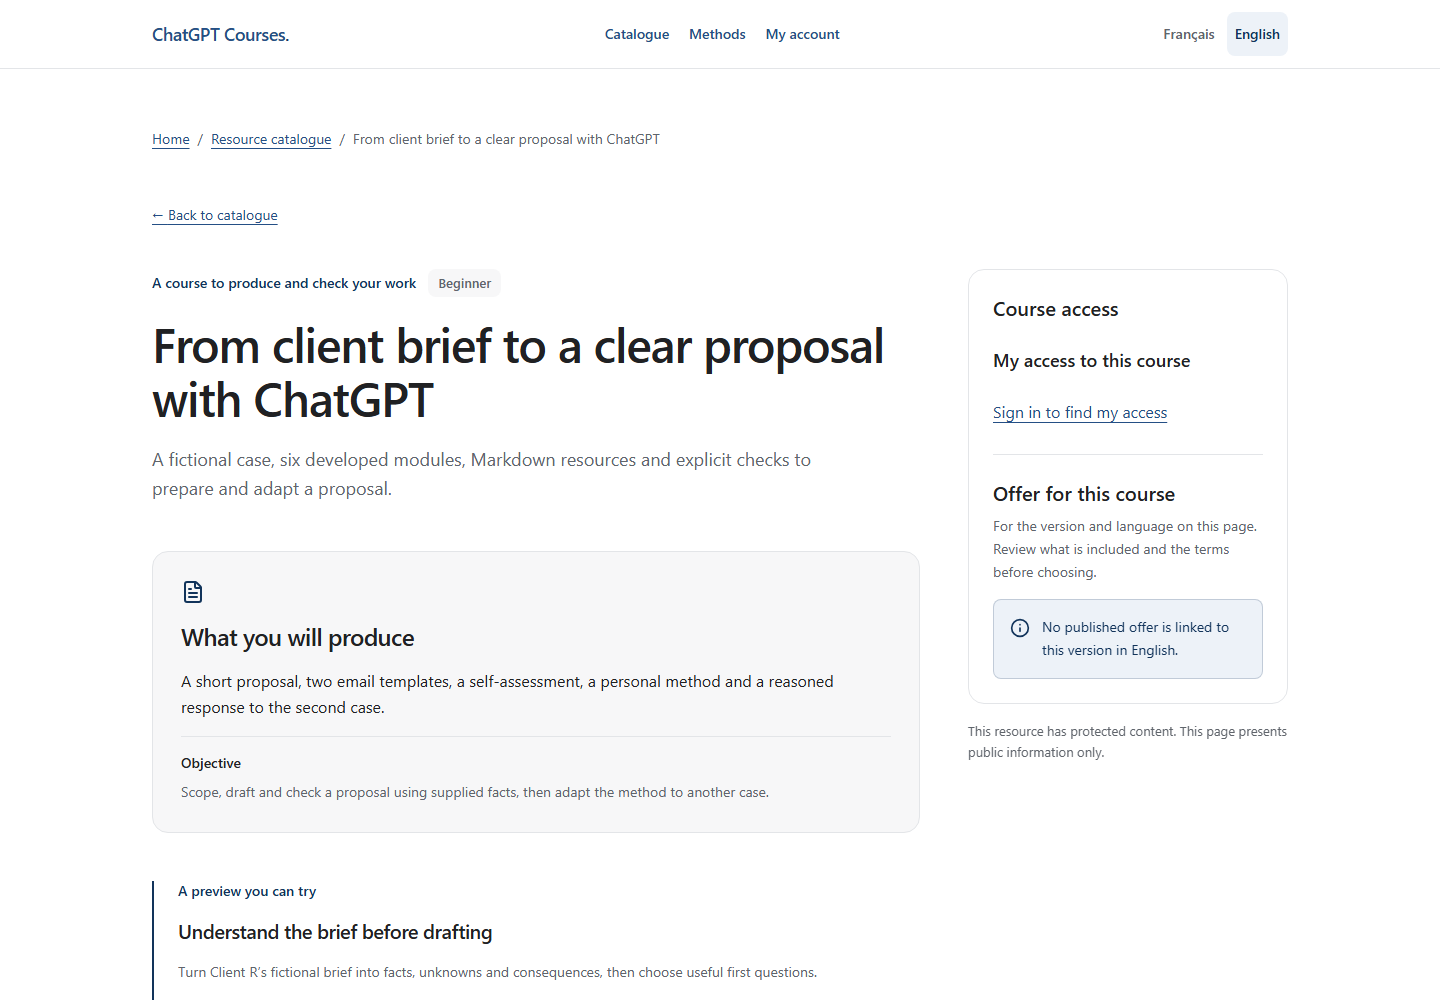 ChatGPT Courses.
Catalogue
Methods
My account
Français
English
Home / Resource catalogue / From client brief to a clear proposal with ChatGPT
← Back to catalogue
A course to produce and check your work
Beginner
From client brief to a clear proposal
with ChatGPT
A fictional case, six developed modules, Markdown resources and explicit checks to
prepare and adapt a proposal.
What you will produce
A short proposal, two email templates, a self-assessment, a personal method and a reasoned
response to the second case.
Objective
Scope, draft and check a proposal using supplied facts, then adapt the method to another case.
A preview you can try
Understand the brief before drafting
Turn Client R’s fictional brief into facts, unknowns and consequences, then choose useful first questions.
Course access
My access to this course
Sign in to find my access
Offer for this course
For the version and language on this page.
Review what is included and the terms
before choosing.
No published offer is linked to
this version in English.
This resource has protected content. This page presents
public information only.